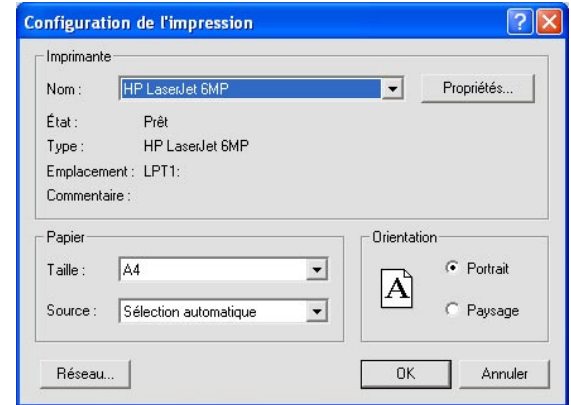 Configuration de l'impression
Imprimante
Nom : HP LaserJet 6MP Propriétés...
État : Prêt
Type : HP LaserJet 6MP
Emplacement : LPT1:
Commentaire :
Papier
Taille : A4
Source : Sélection automatique
Orientation
A
Portrait
Paysage
Réseau... OK Annuler